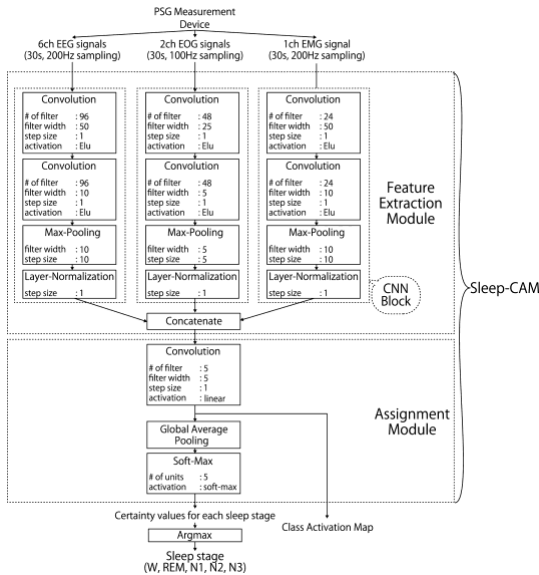 PSG Measurement
Device
6ch EEG signals
(30s, 200Hz sampling)
2ch EOG signals
(30s, 100Hz sampling)
1ch EMG signal
(30s, 200Hz sampling)
Convolution
# of filter : 96
filter width : 50
step size : 1
activation : Elu
Convolution
# of filter : 96
filter width : 10
step size : 1
activation : Elu
Max-Pooling
filter width : 10
step size : 10
Layer-Normalization
step size : 1
Convolution
# of filter : 48
filter width : 25
step size : 1
activation : Elu
Convolution
# of filter : 48
filter width : 5
step size : 1
activation : Elu
Max-Pooling
filter width : 5
step size : 5
Layer-Normalization
step size : 1
Convolution
# of filter : 24
filter width : 50
step size : 1
activation : Elu
Convolution
# of filter : 24
filter width : 10
step size : 1
activation : Elu
Max-Pooling
filter width : 10
step size : 10
Layer-Normalization
step size : 1
Feature
Extraction
Module
CNN
Block
Sleep-CAM
Concatenate
Convolution
# of filter : 5
filter width : 5
step size : 1
activation : linear
Global Average
Pooling
Soft-Max
# of units : 5
activation : soft-max
Assignment
Module
Certainty values for each sleep stage
Class Activation Map
Argmax
Sleep stage
(W, REM, N1, N2, N3)